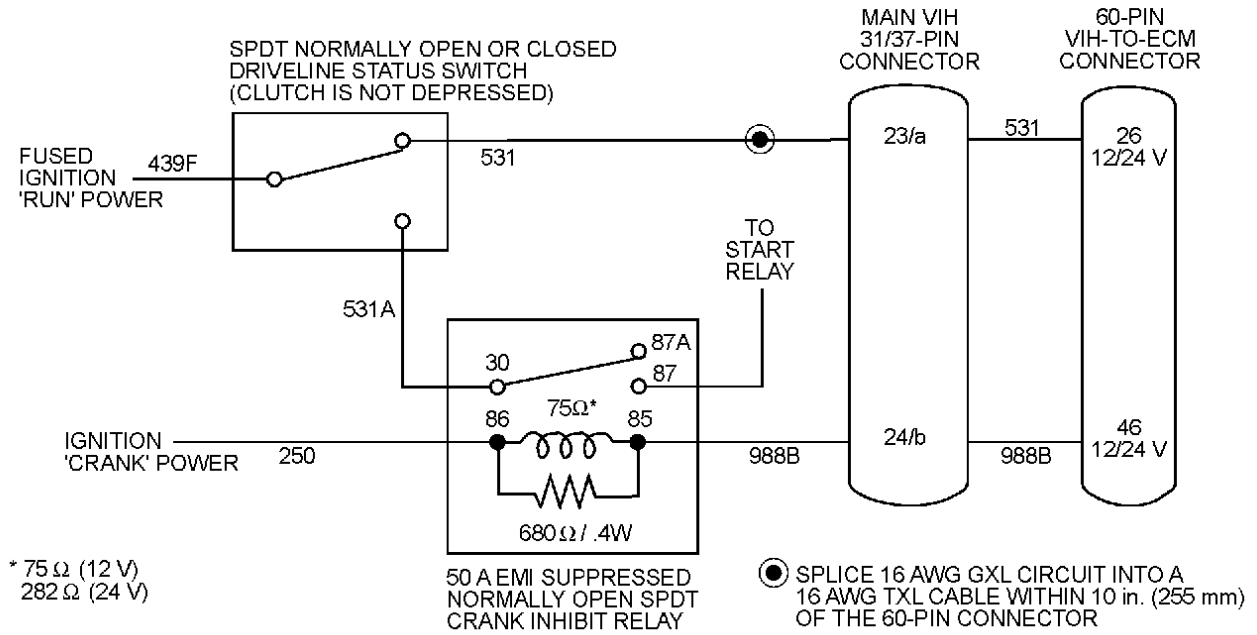 SPDT NORMALLY OPEN OR CLOSED
DRIVELINE STATUS SWITCH
(CLUTCH IS NOT DEPRESSED)
MAIN VIH
31/37-PIN
CONNECTOR
60-PIN
VIH-TO-ECM
CONNECTOR
FUSED
IGNITION
'RUN' POWER
439F
531
23/a
531
26
12/24 V
TO
START
RELAY
531A
30
87A
87
86
75Ω*
85
IGNITION
'CRANK' POWER
250
988B
24/b
988B
46
12/24 V
680 Ω / .4W
* 75 Ω (12 V)
282 Ω (24 V)
50 A EMI SUPPRESSED
NORMALLY OPEN SPDT
CRANK INHIBIT RELAY
SPLICE 16 AWG GXL CIRCUIT INTO A
16 AWG TXL CABLE WITHIN 10 in. (255 mm)
OF THE 60-PIN CONNECTOR